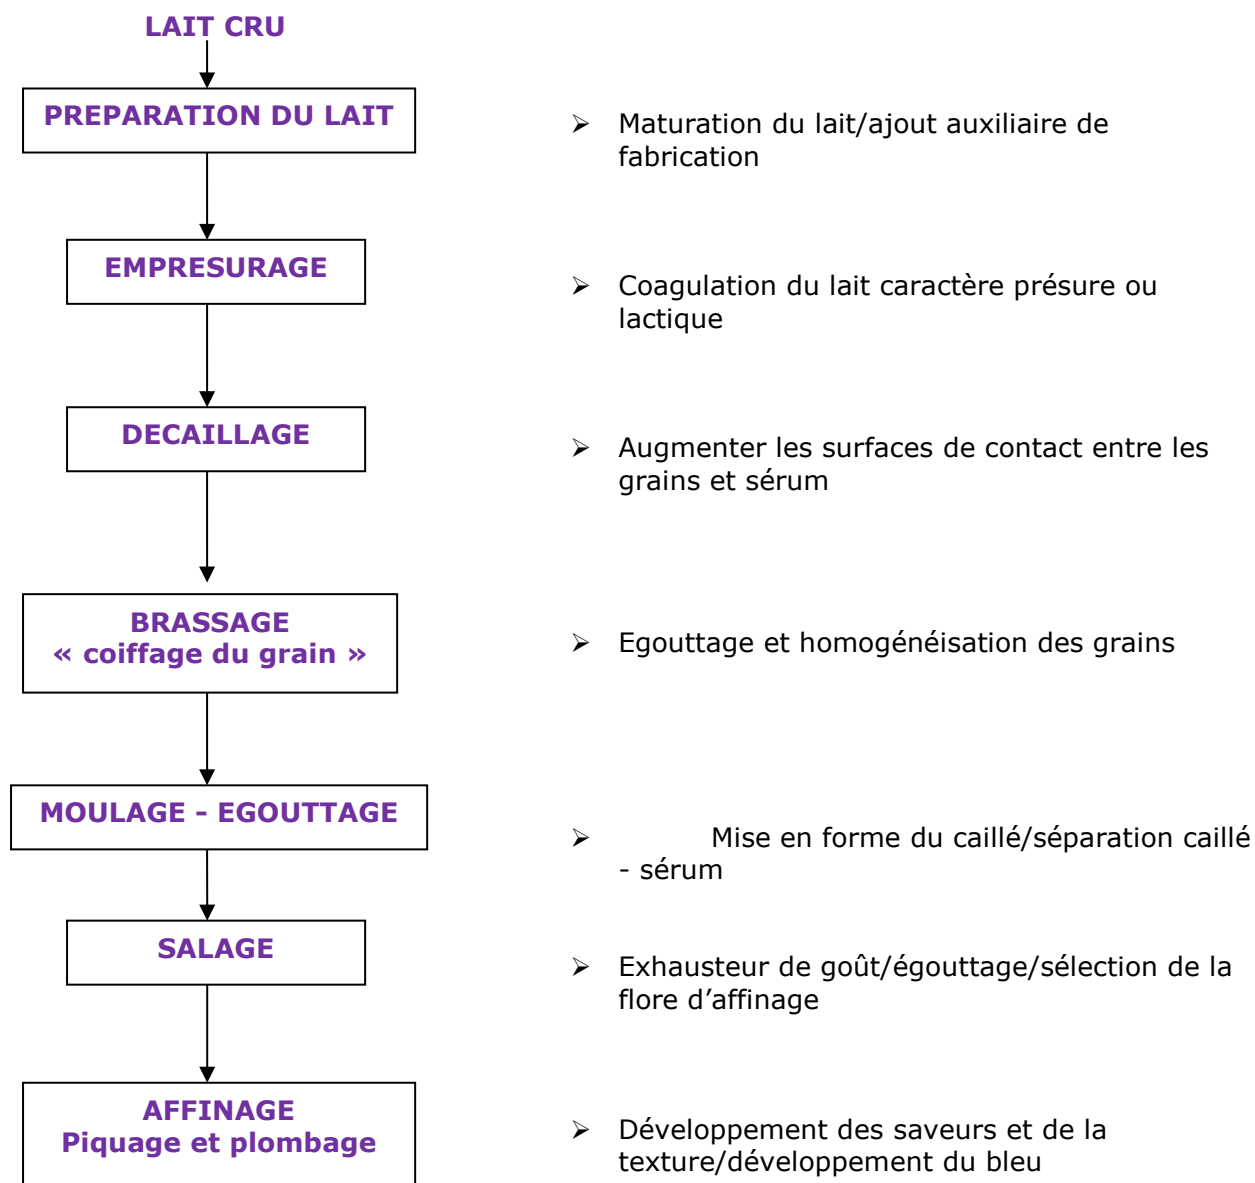 LAIT CRU
PREPARATION DU LAIT
➢ Maturation du lait/ajout auxiliaire de
fabrication
EMPRESURAGE
➢ Coagulation du lait caractère présure ou
lactique
DECAILLAGE
➢ Augmenter les surfaces de contact entre les
grains et sérum
BRASSAGE
« coiffage du grain »
➢ Egouttage et homogénéisation des grains
MOULAGE - EGOUTTAGE
➢ Mise en forme du caillé/séparation caillé
- sérum
SALAGE
➢ Exhausteur de goût/égouttage/sélection de la
flore d’affinage
AFFINAGE
Piquage et plombage
➢ Développement des saveurs et de la
texture/développement du bleu